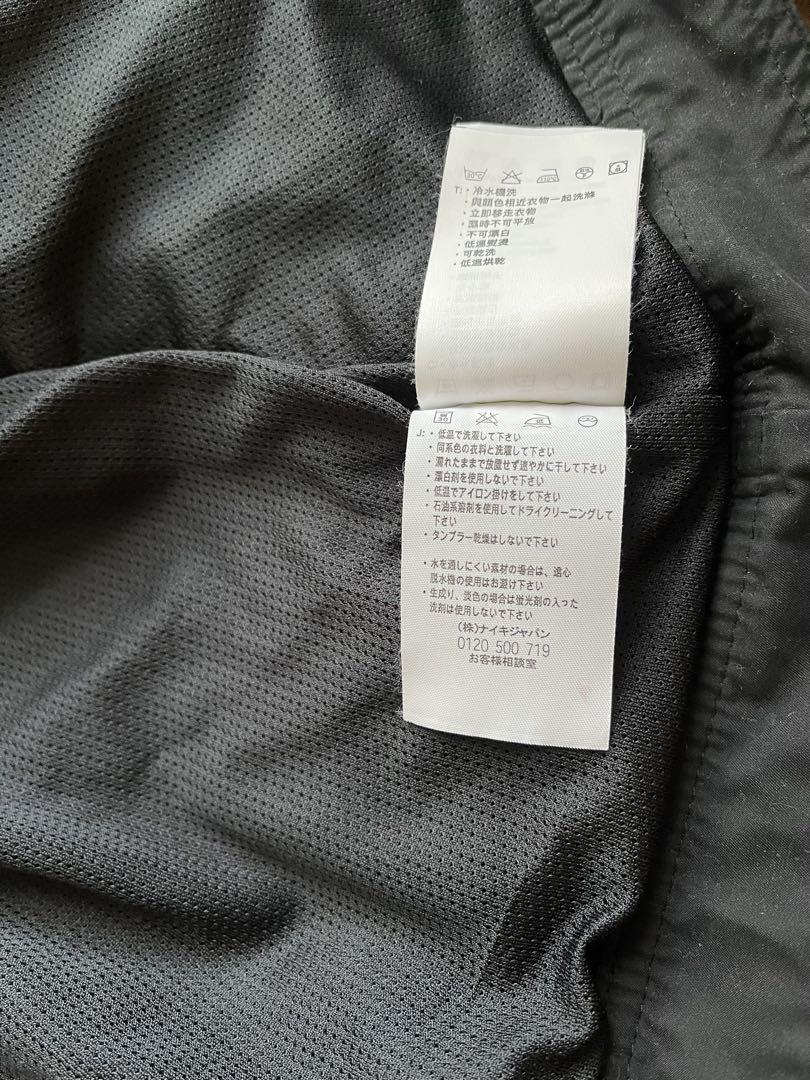 30°C
110°C
T: ・冷水機洗
・與顏色相近衣物一起洗滌
・立即移走衣物
・濕時不可平放
・不可漂白
・低溫熨燙
・可乾洗
・低溫烘乾
30
低
J: ・低温で洗濯して下さい
・同系色の衣料と洗濯して下さい
・濡れたままで放置せず速やかに干して下さい
・漂白剤を使用しないで下さい
・低温でアイロン掛けをして下さい
・石油系溶剤を使用してドライクリーニングして
下さい
・タンブラー乾燥はしないで下さい
・水を通しにくい素材の場合は、遠心
脱水機の使用はお避け下さい
・生成り、淡色の場合は蛍光剤の入った
洗剤は使用しないで下さい
(株)ナイキジャパン
0120 500 719
お客様相談室